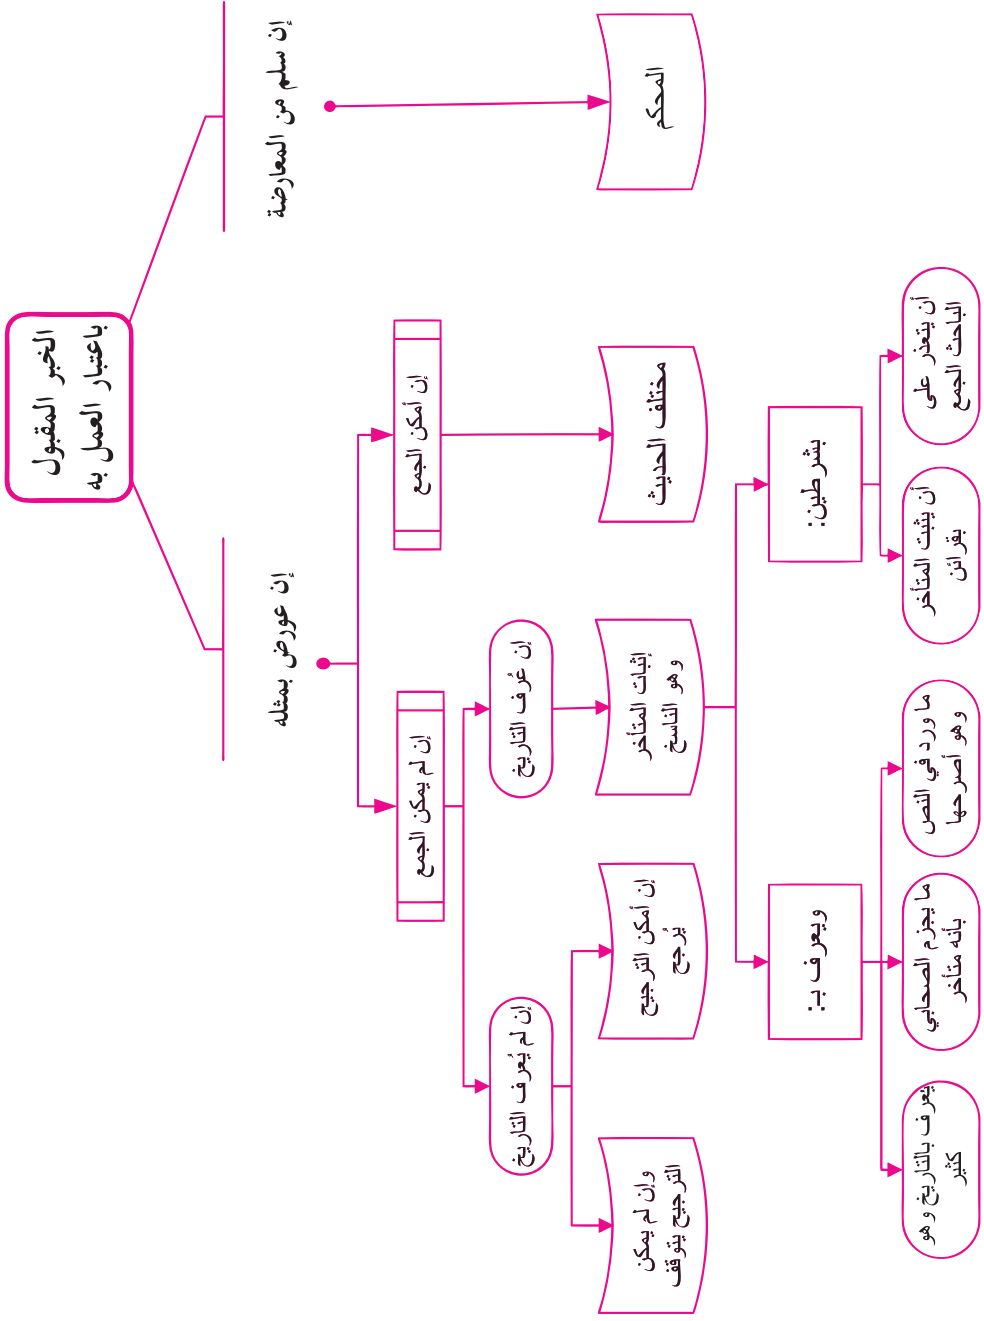 الخبر المقبول
باعتبار العمل به
إن سلم من المعارضة
المحكم
إن عورض بمثله
إن أمكن الجمع
مختلف الحديث
إن لم يمكن الجمع
إن عُرف التاريخ
إثبات المتأخر
وهو الناسخ
بشرطين:
أن يتعذر على
الباحث الجمع
أن يثبت المتأخر
بقرائن
ويعرف بـ:
ما ورد في النص
وهو أصرحها
ما يجزم الصحابي
بأنه متأخر
يعرف بالتاريخ وهو
كثير
إن لم يُعرف التاريخ
إن أمكن الترجيح
يُرجح
وإن لم يمكن
الترجيح يتوقف